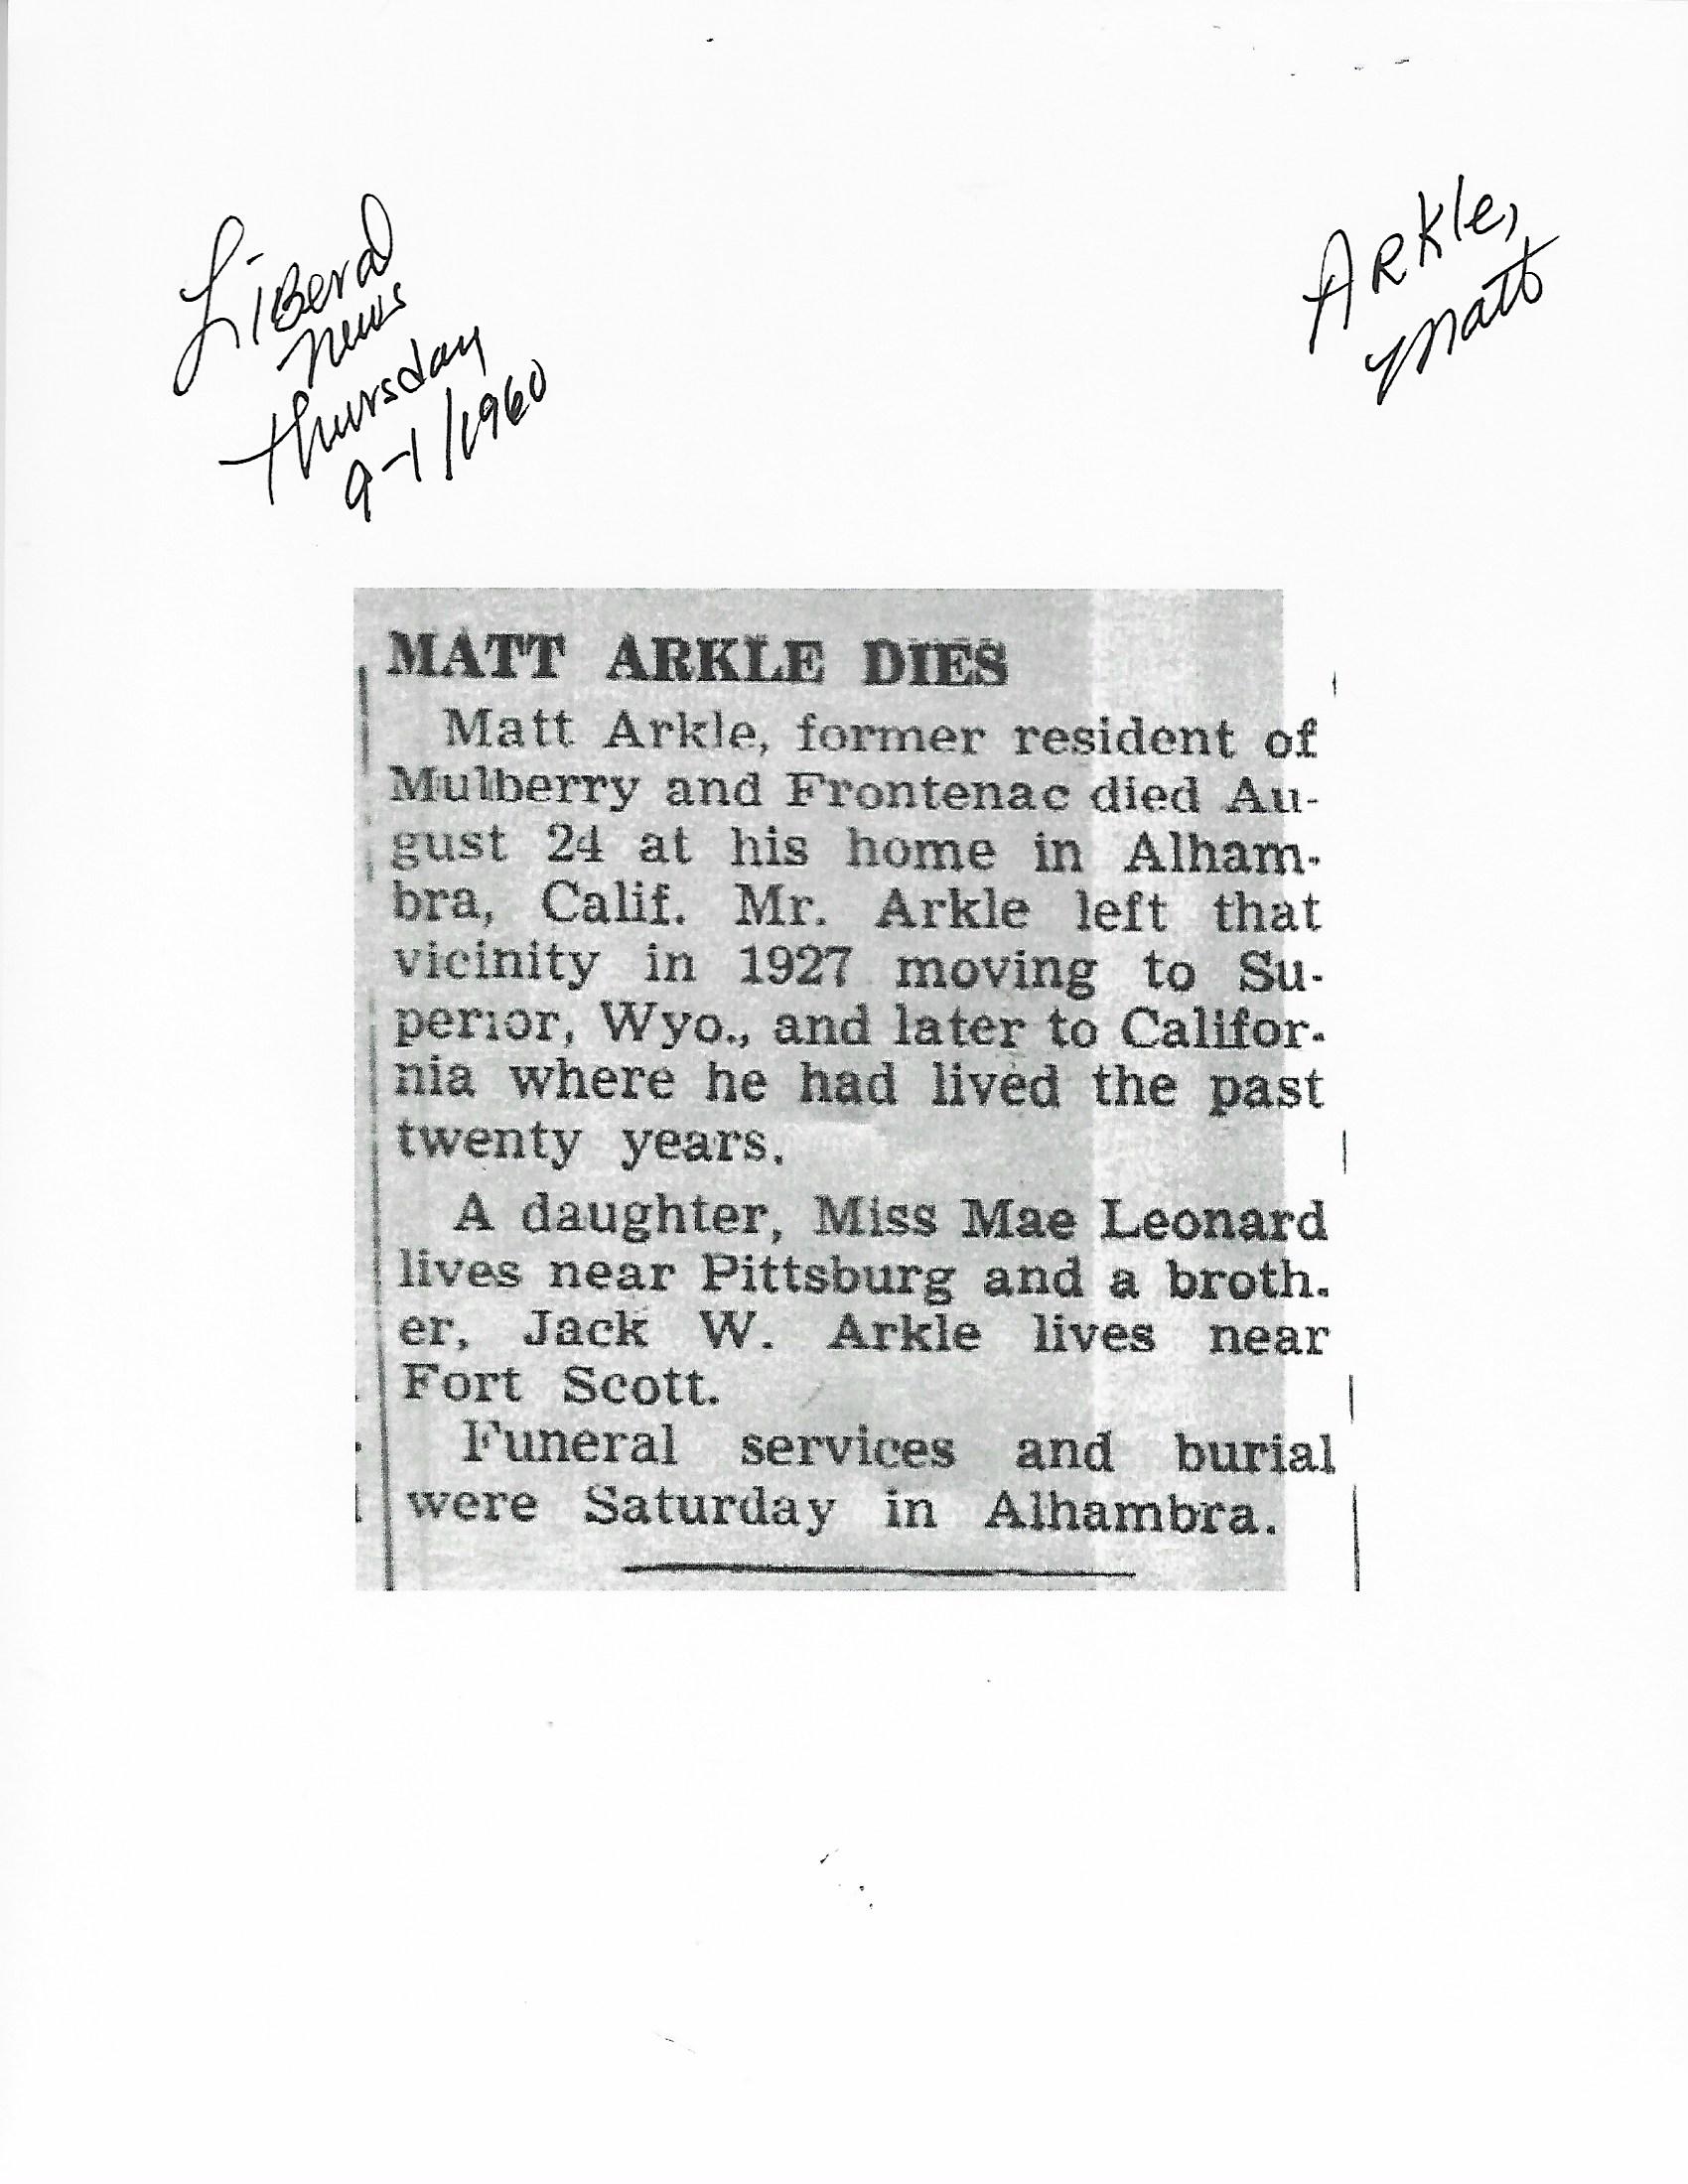 Liberal
News
Thursday
9-1/1960
Arkle,
Matt
MATT ARKLE DIES
Matt Arkle, former resident of
Mulberry and Frontenac died Au-
gust 24 at his home in Alham-
bra, Calif. Mr. Arkle left that
vicinity in 1927 moving to Su-
perior, Wyo., and later to Califor-
nia where he had lived the past
twenty years.
A daughter, Miss Mae Leonard
lives near Pittsburg and a broth.
er, Jack W. Arkle lives near
Fort Scott.
Funeral services and burial
were Saturday in Alhambra.